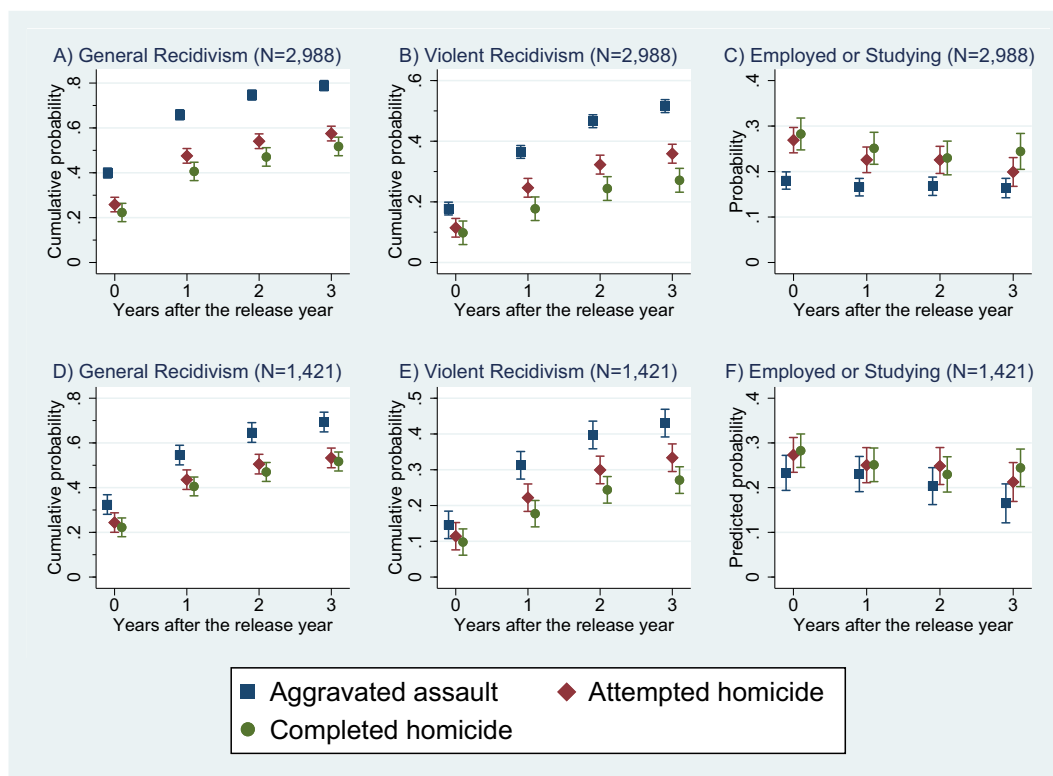 A) General Recidivism (N=2,988)
Cumulative probability
.8
.6
.4
.2
0
0 1 2 3
Years after the release year
B) Violent Recidivism (N=2,988)
Cumulative probability
.6
.4
.2
0
0 1 2 3
Years after the release year
C) Employed or Studying (N=2,988)
Probability
.4
.3
.2
.1
0
0 1 2 3
Years after the release year
D) General Recidivism (N=1,421)
Cumulative probability
.8
.6
.4
.2
0
0 1 2 3
Years after the release year
E) Violent Recidivism (N=1,421)
Cumulative probability
.5
.4
.3
.2
.1
0
0 1 2 3
Years after the release year
F) Employed or Studying (N=1,421)
Predicted probability
.4
.3
.2
.1
0
0 1 2 3
Years after the release year
Aggravated assault
Attempted homicide
Completed homicide